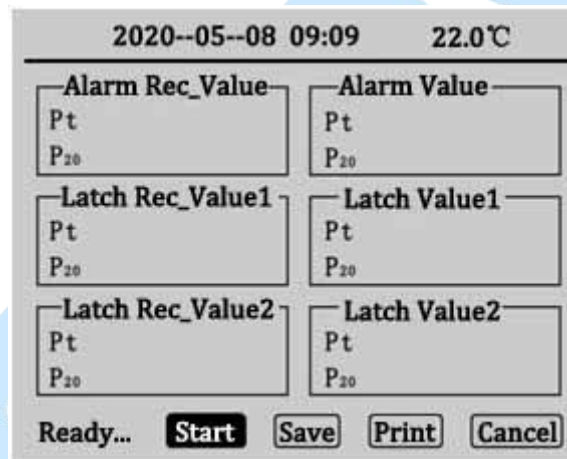 2020--05--08 09:09 22.0℃
Alarm Rec_Value Alarm Value
Pt Pt
P₂₀ P₂₀
Latch Rec_Value1 Latch Value1
Pt Pt
P₂₀ P₂₀
Latch Rec_Value2 Latch Value2
Pt Pt
P₂₀ P₂₀
Ready... Start Save Print Cancel